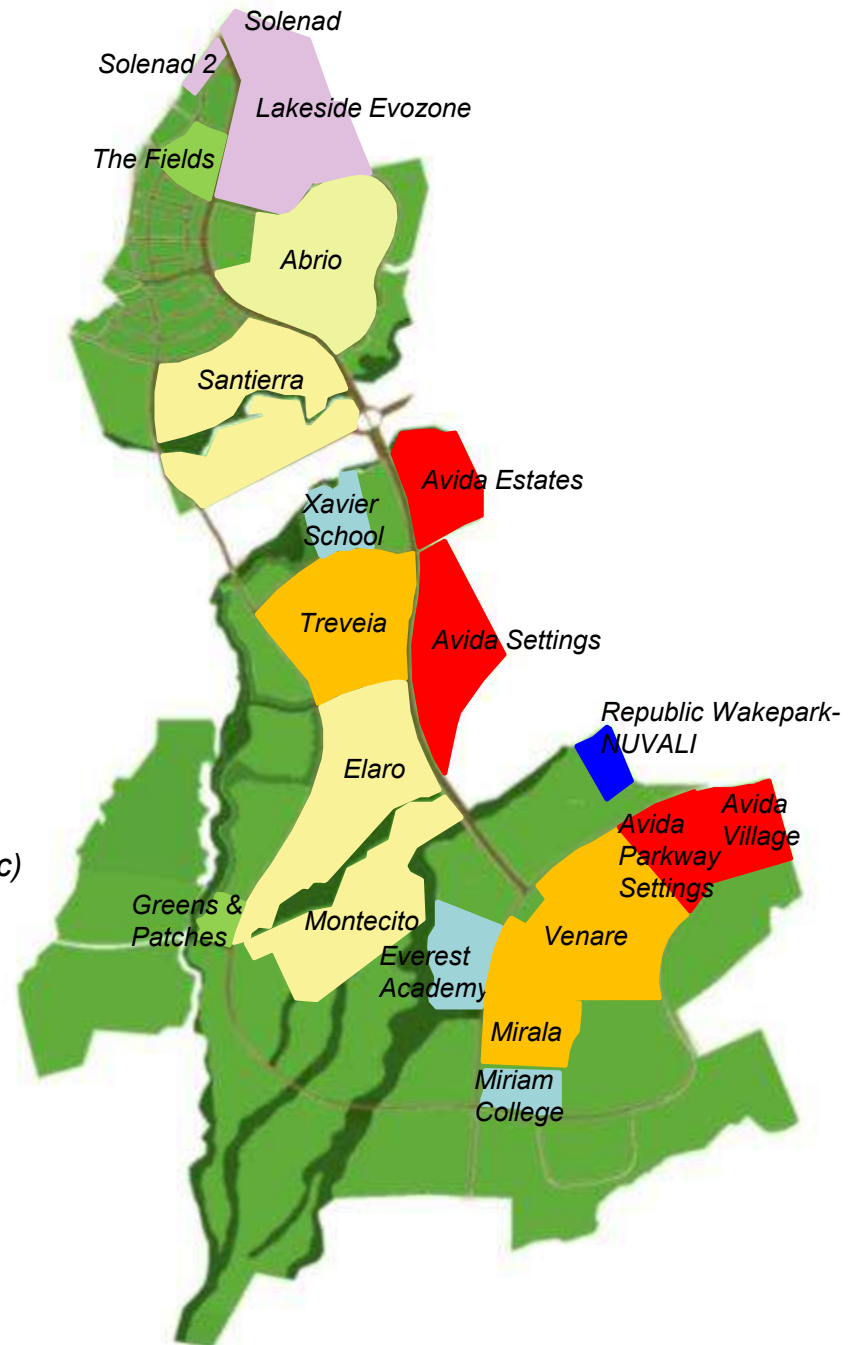 Solenad
Solenad 2
Lakeside Evozone
The Fields
Abrio
Santierra
Avida Estates
Xavier
School
Treveia
Avida Settings
Republic Wakepark-
NUVALI
Elaro
Avida
Village
Avida
Parkway
Settings
c)
Greens &
Patches
Montecito
Venare
Everest
Academy
Mirala
Miriam
College